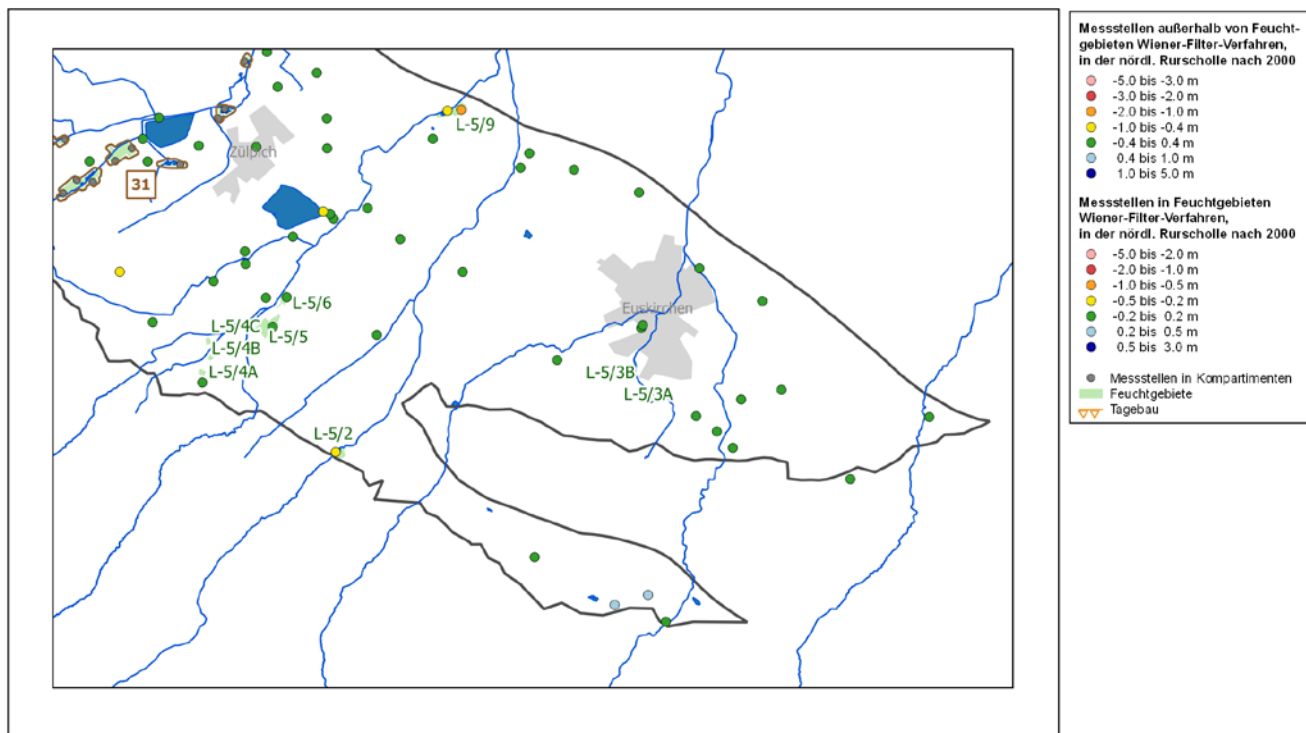 L-5/9
Zülpich
31
L-5/6
Euskirchen
L-5/4C
L-5/5
L-5/4B
L-5/4A
L-5/3B
L-5/3A
L-5/2
Messstellen außerhalb von Feucht-
gebieten Wiener-Filter-Verfahren,
in der nördl. Rurscholle nach 2000
-5.0 bis -3.0 m
-3.0 bis -2.0 m
-2.0 bis -1.0 m
-1.0 bis -0.4 m
-0.4 bis 0.4 m
0.4 bis 1.0 m
1.0 bis 5.0 m
Messstellen in Feuchtgebieten
Wiener-Filter-Verfahren,
in der nördl. Rurscholle nach 2000
-5.0 bis -2.0 m
-2.0 bis -1.0 m
-1.0 bis -0.5 m
-0.5 bis -0.2 m
-0.2 bis 0.2 m
0.2 bis 0.5 m
0.5 bis 3.0 m
Messstellen in Kompartimenten
Feuchtgebiete
Tagebau